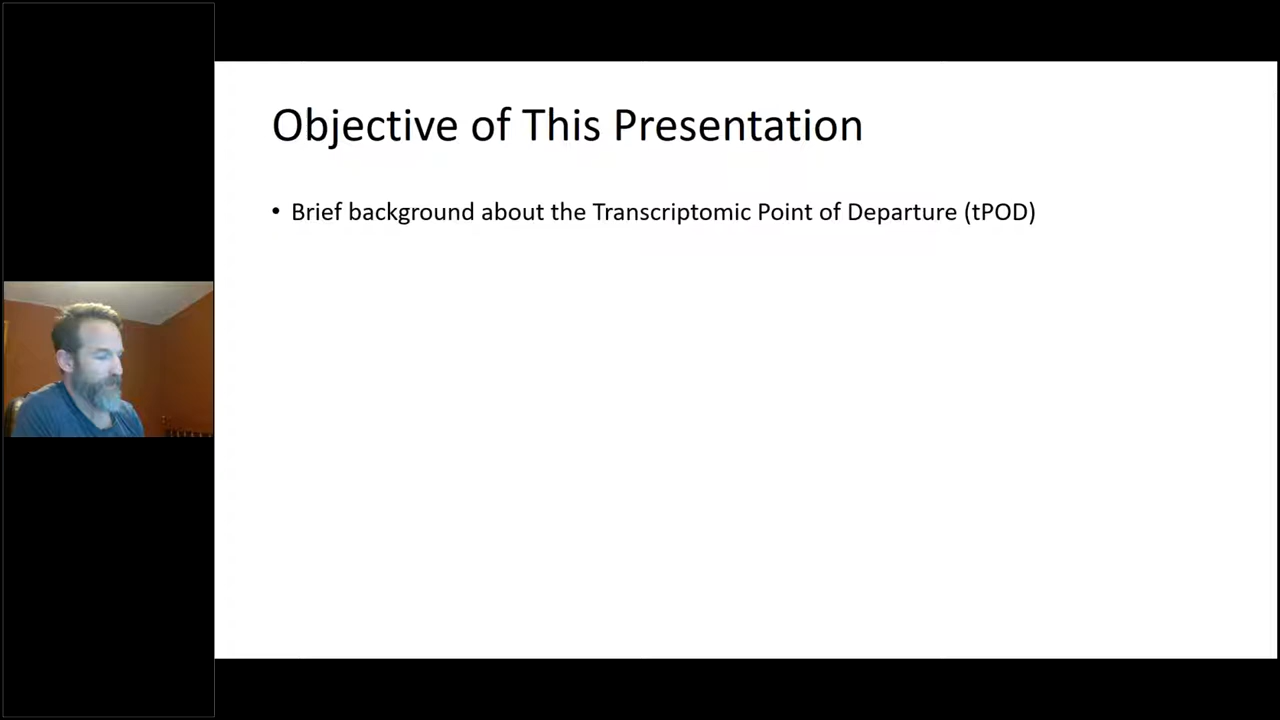 Objective of This Presentation
• Brief background about the Transcriptomic Point of Departure (tPOD)